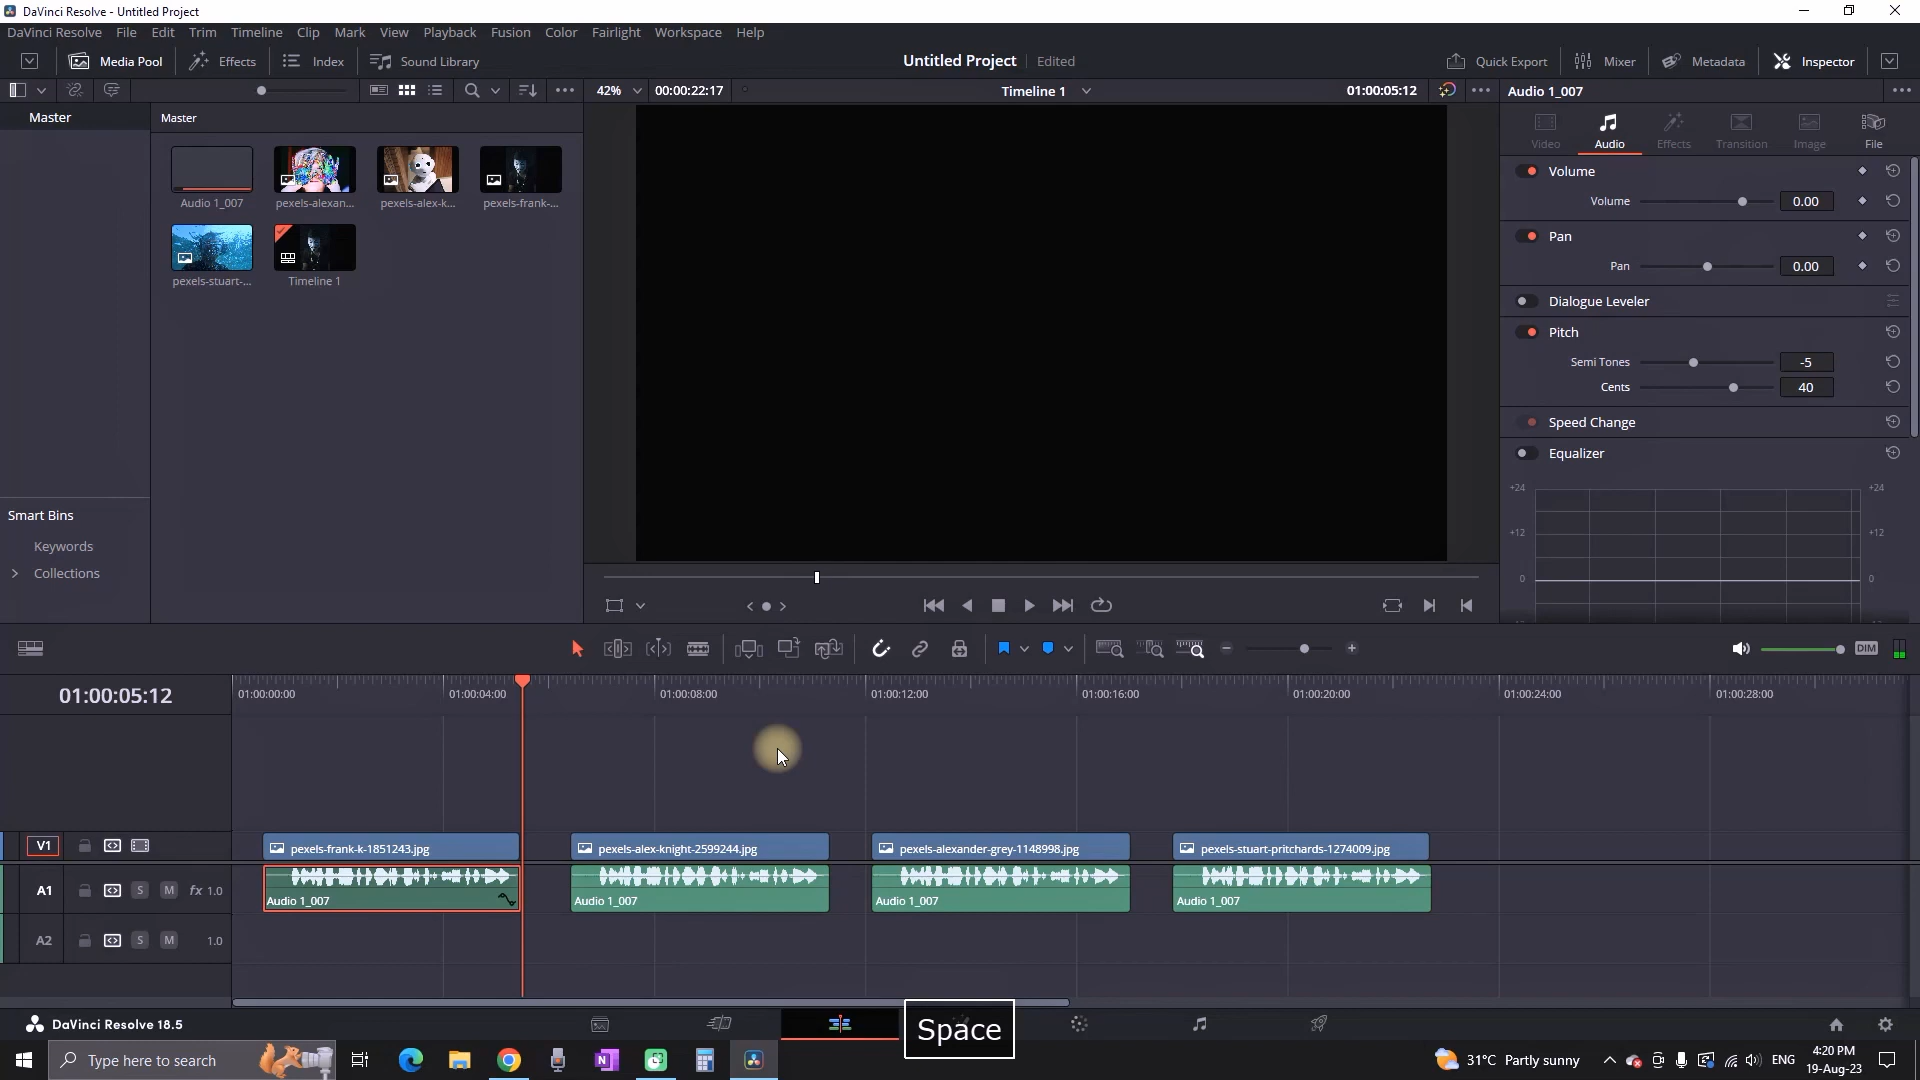 DaVinci Resolve - Untitled Project
DaVinci Resolve File Edit Trim Timeline Clip Mark View Playback Fusion Color Fairlight Workspace Help
Media Pool Effects Index Sound Library Untitled Project Edited Quick Export Mixer Metadata Inspector
42% 00:00:22:17 Timeline 1 01:00:05:12 Audio 1_007
Master Master
Video Audio Effects Transition Image File
Volume
Volume 0.00
Pan
Pan 0.00
Dialogue Leveler
Pitch
Semi Tones -5
Cents 40
Speed Change
Equalizer
+24 +24
+12 +12
0 0
Audio 1_007 pexels-alexan... pexels-alex-k... pexels-frank-...
pexels-stuart-... Timeline 1
Smart Bins
Keywords
Collections
DIM
01:00:05:12 01:00:00:00 01:00:04:00 01:00:08:00 01:00:12:00 01:00:16:00 01:00:20:00 01:00:24:00 01:00:28:00
V1 pexels-frank-k-1851243.jpg pexels-alex-knight-2599244.jpg pexels-alexander-grey-1148998.jpg pexels-stuart-pritchards-1274009.jpg
A1 S M fx 1.0
Audio 1_007 Audio 1_007 Audio 1_007 Audio 1_007
A2 S M 1.0
DaVinci Resolve 18.5
Space
Type here to search 31°C Partly sunny ENG 4:20 PM
19-Aug-23